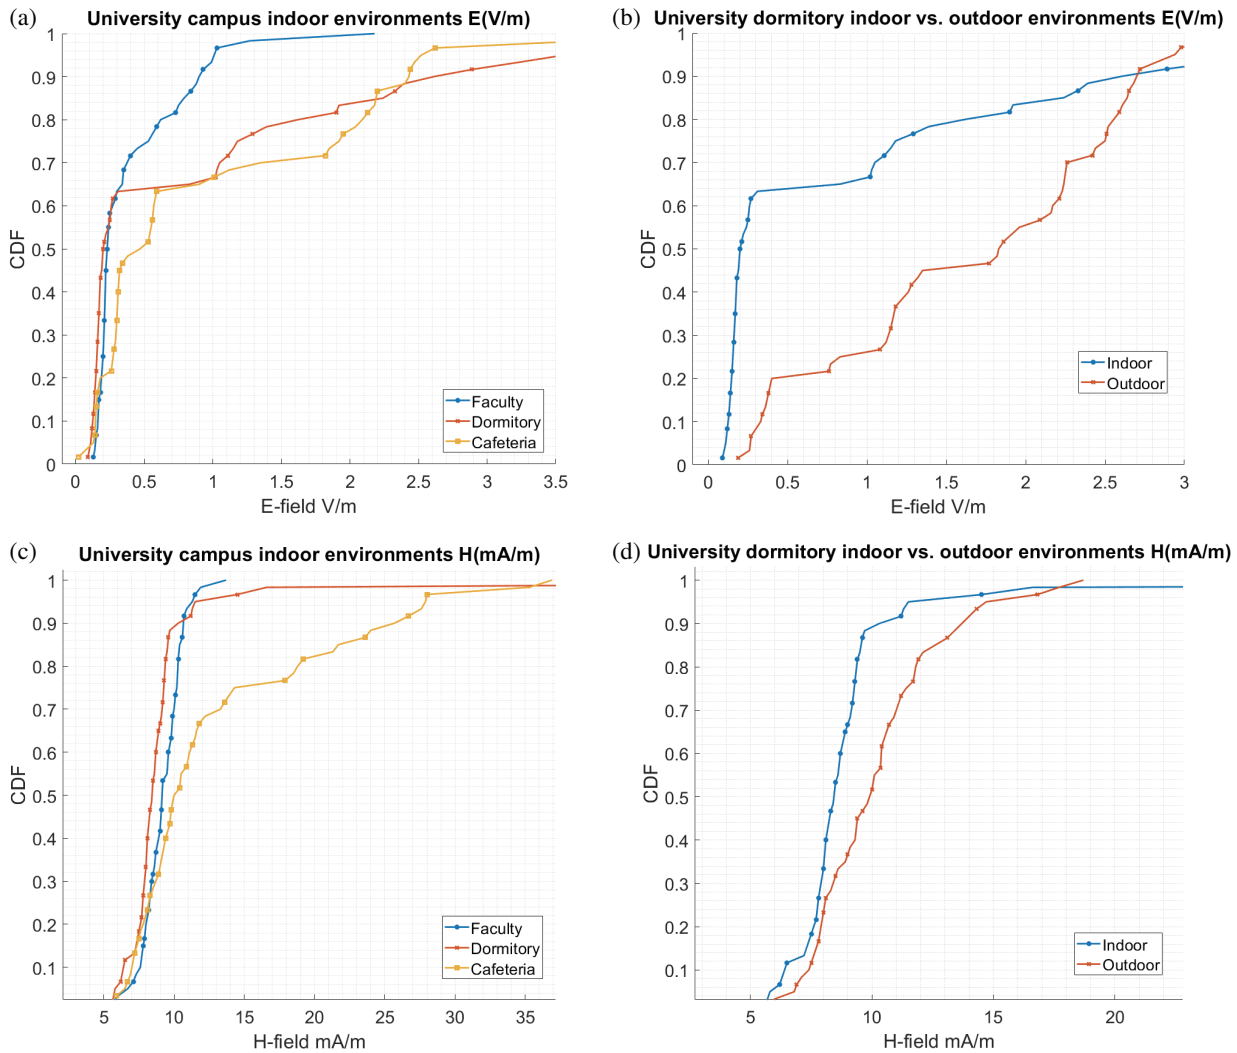 (a) University campus indoor environments E(V/m)
1
0.9
0.8
0.7
0.6
0.5
0.4
0.3
0.2
0.1
0
CDF
0 0.5 1 1.5 2 2.5 3 3.5
E-field V/m
Faculty
Dormitory
Cafeteria
(b) University dormitory indoor vs. outdoor environments E(V/m)
1
0.9
0.8
0.7
0.6
0.5
0.4
0.3
0.2
0.1
0
CDF
0 0.5 1 1.5 2 2.5 3
E-field V/m
Indoor
Outdoor
(c) University campus indoor environments H(mA/m)
1
0.9
0.8
0.7
0.6
0.5
0.4
0.3
0.2
0.1
CDF
5 10 15 20 25 30 35
H-field mA/m
Faculty
Dormitory
Cafeteria
(d) University dormitory indoor vs. outdoor environments H(mA/m)
1
0.9
0.8
0.7
0.6
0.5
0.4
0.3
0.2
0.1
CDF
5 10 15 20
H-field mA/m
Indoor
Outdoor